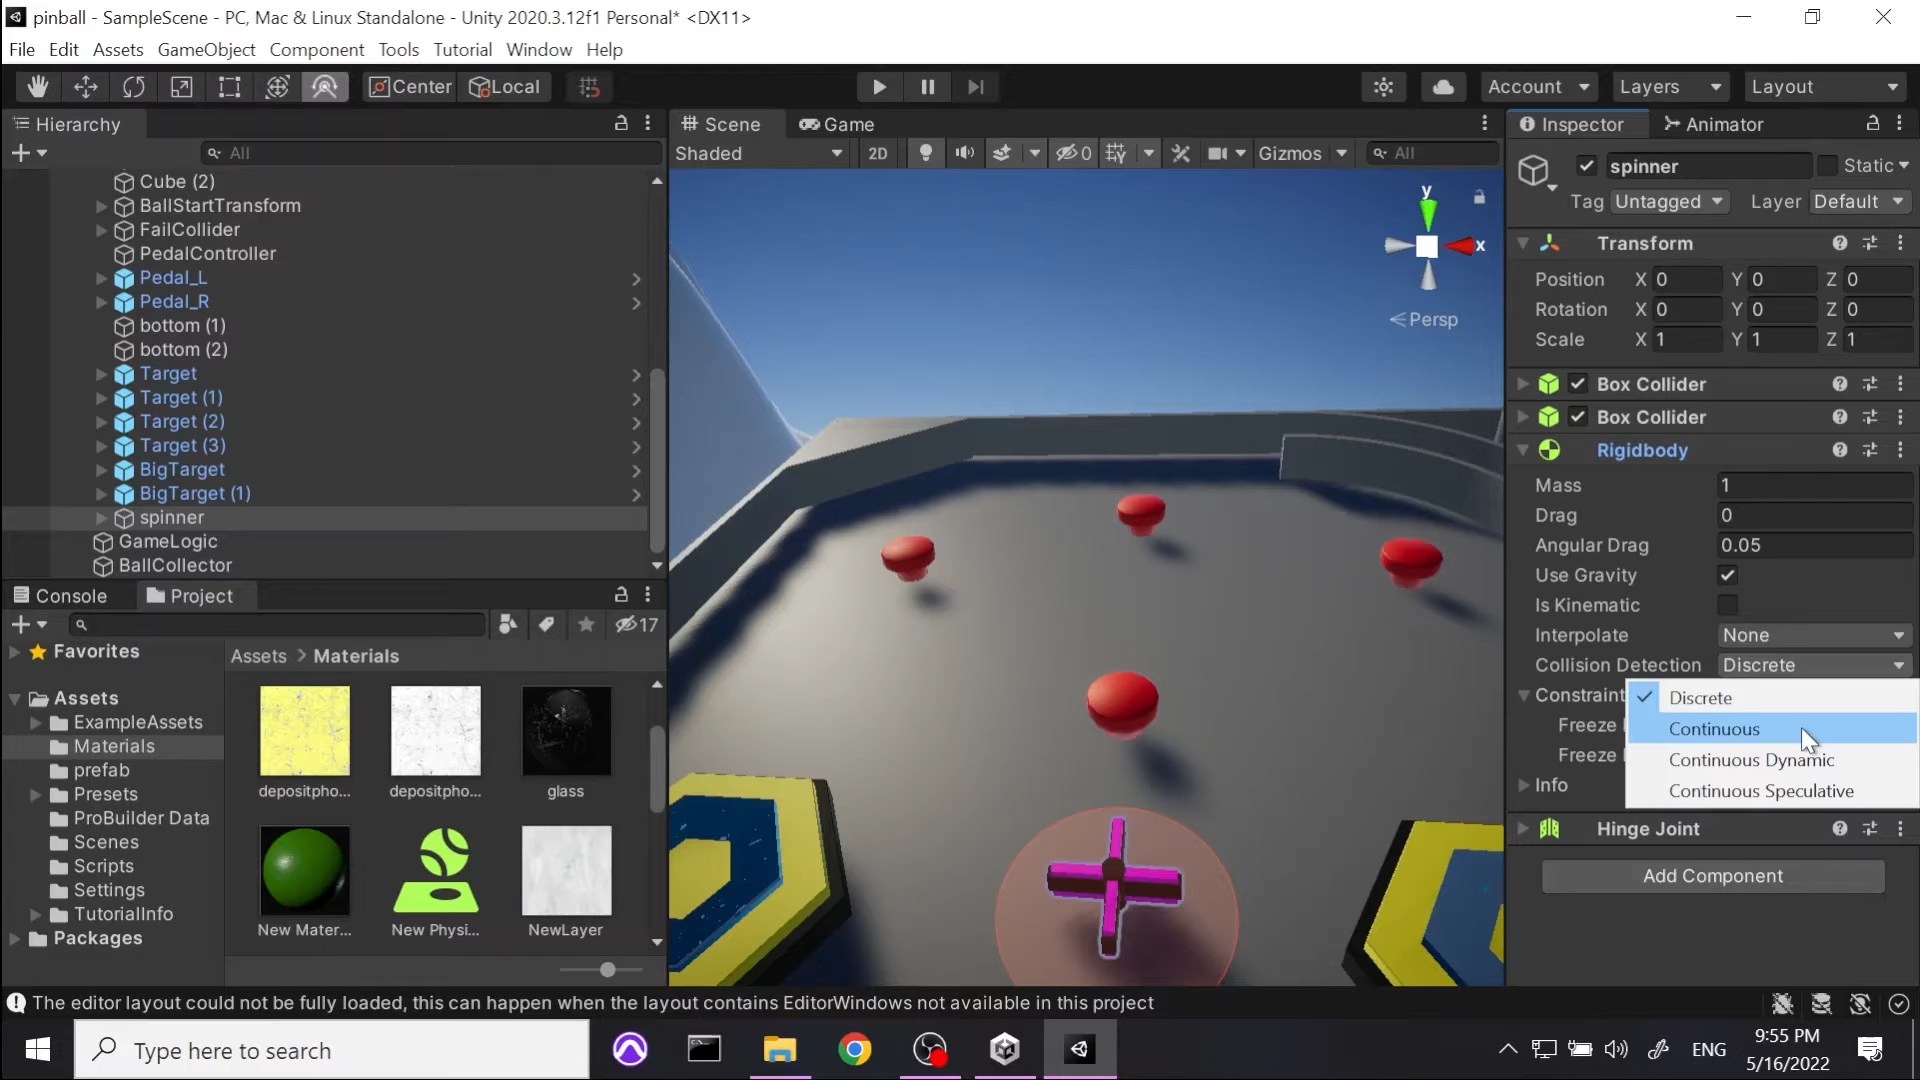 pinball - SampleScene - PC, Mac & Linux Standalone - Unity 2020.3.12f1 Personal* <DX11>
File Edit Assets GameObject Component Tools Tutorial Window Help
Center Local Account Layers Layout
Hierarchy
All
Cube (2)
BallStartTransform
FailCollider
PedalController
Pedal_L
Pedal_R
bottom (1)
bottom (2)
Target
Target (1)
Target (2)
Target (3)
BigTarget
BigTarget (1)
spinner
GameLogic
BallCollector
Console Project
17
Favorites
Assets
ExampleAssets
Materials
prefab
Presets
ProBuilder Data
Scenes
Scripts
Settings
TutorialInfo
Packages
Assets > Materials
depositpho... depositpho... glass
New Mater... New Physi... NewLayer
Scene Game
Shaded 2D 0 Gizmos All
y
x
Persp
Inspector Animator
spinner Static
Tag Untagged Layer Default
Transform
Position X 0 Y 0 Z 0
Rotation X 0 Y 0 Z 0
Scale X 1 Y 1 Z 1
Box Collider
Box Collider
Rigidbody
Mass 1
Drag 0
Angular Drag 0.05
Use Gravity
Is Kinematic
Interpolate None
Collision Detection Discrete
Constraint
Discrete
Freeze
Continuous
Freeze
Continuous Dynamic
Info
Continuous Speculative
Hinge Joint
Add Component
The editor layout could not be fully loaded, this can happen when the layout contains EditorWindows not available in this project
Type here to search
ENG
9:55 PM
5/16/2022